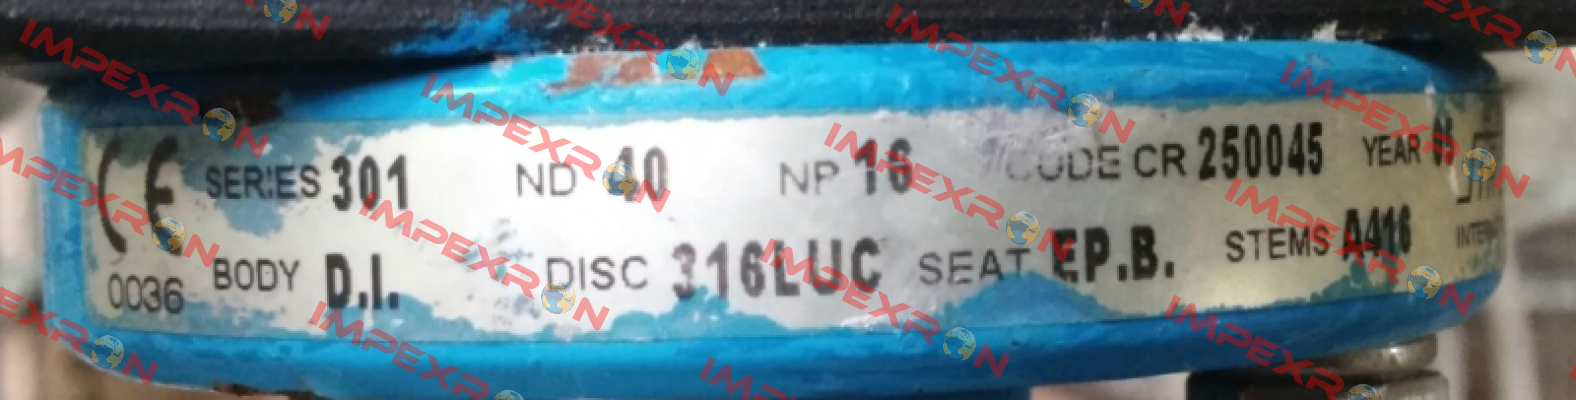 CE SERIES 301 ND 40 NP 16 CODE CR 250045 YEAR
0036 BODY D.I. DISC 316LUC SEAT EP.B. STEMS A416
IMPEXRON